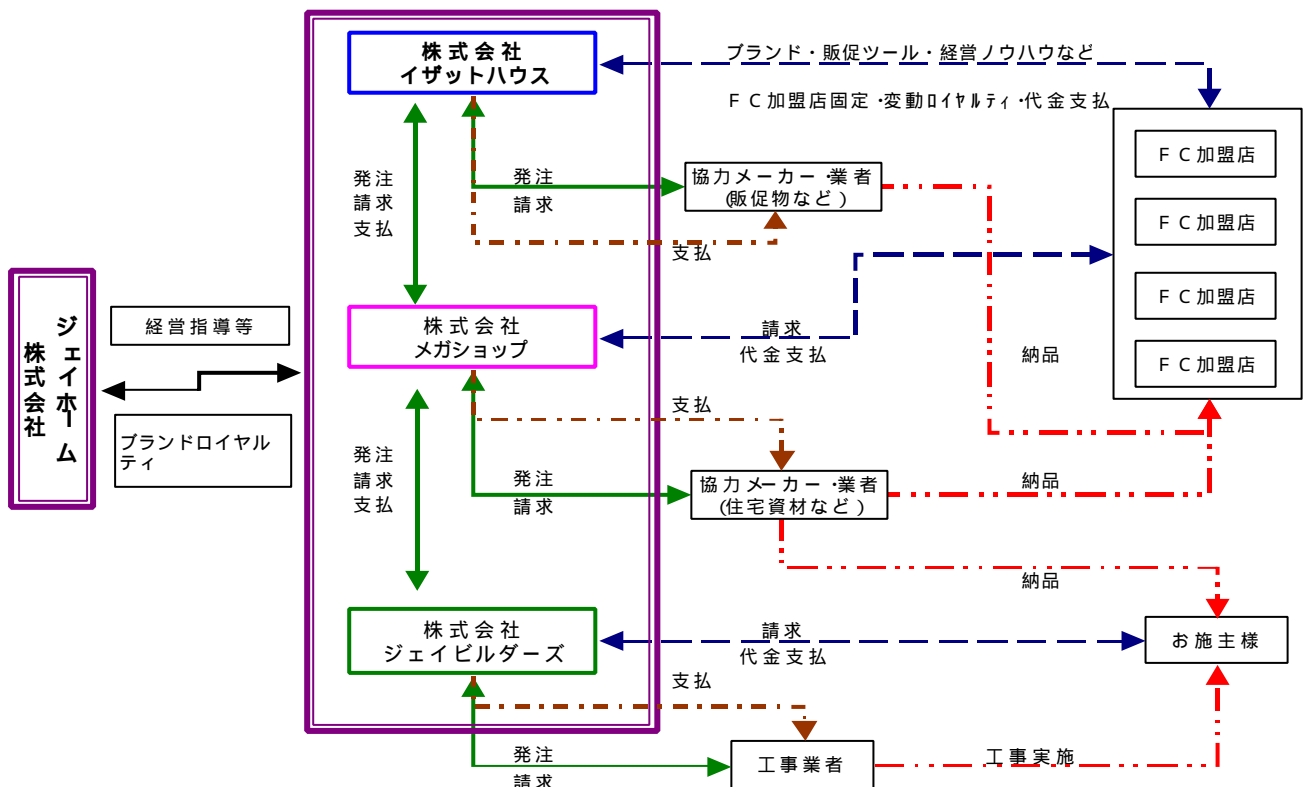 株式会社
イザットハウス
ブランド・販促ツール・経営ノウハウなど
ＦＣ加盟店固定・変動ﾛｲﾔﾙﾃｨ・代金支払
ＦＣ加盟店
ＦＣ加盟店
ＦＣ加盟店
ＦＣ加盟店
発注
請求
支払
発注
請求
協力メーカー・業者
(販促物など)
支払
ジェイホーム
株式会社
経営指導等
ブランドロイヤル
ティ
株式会社
メガショップ
請求
代金支払
納品
支払
発注
請求
支払
発注
請求
協力メーカー・業者
(住宅資材など)
納品
納品
株式会社
ジェイビルダーズ
請求
代金支払
お施主様
支払
発注
請求
工事業者
工事実施